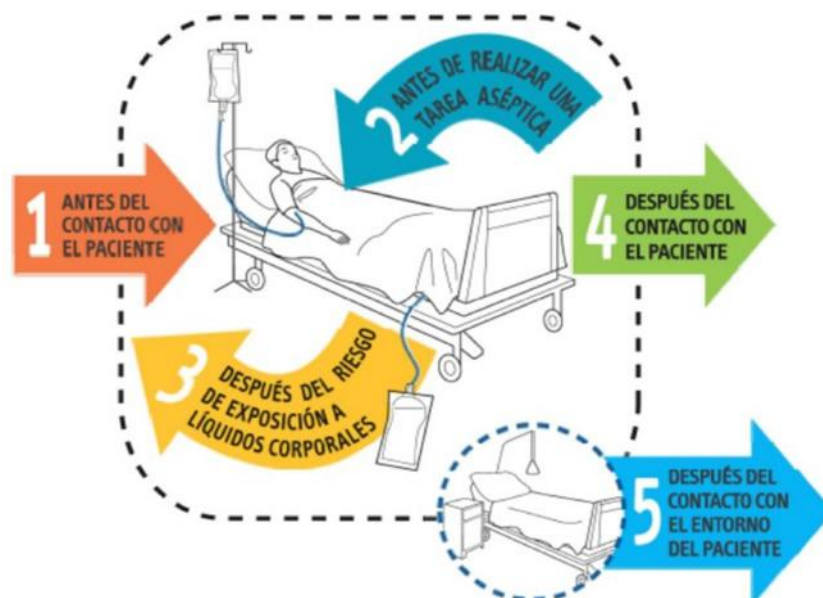 1
ANTES DEL
CONTACTO CON
EL PACIENTE
2
ANTES DE REALIZAR UNA
TAREA ASÉPTICA
3
DESPUÉS DEL RIESGO
DE EXPOSICIÓN A
LÍQUIDOS CORPORALES
4
DESPUÉS DEL
CONTACTO CON
EL PACIENTE
5
DESPUÉS DEL
CONTACTO CON
EL ENTORNO
DEL PACIENTE